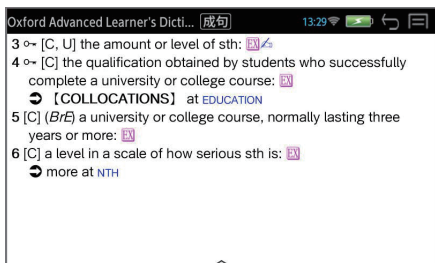 Oxford Advanced Learner's Dicti... 成句 13:29
3 [C, U] the amount or level of sth: EX
4 [C] the qualification obtained by students who successfully
complete a university or college course: EX
➲ 【COLLOCATIONS】 at EDUCATION
5 [C] (BrE) a university or college course, normally lasting three
years or more: EX
6 [C] a level in a scale of how serious sth is: EX
➲ more at NTH